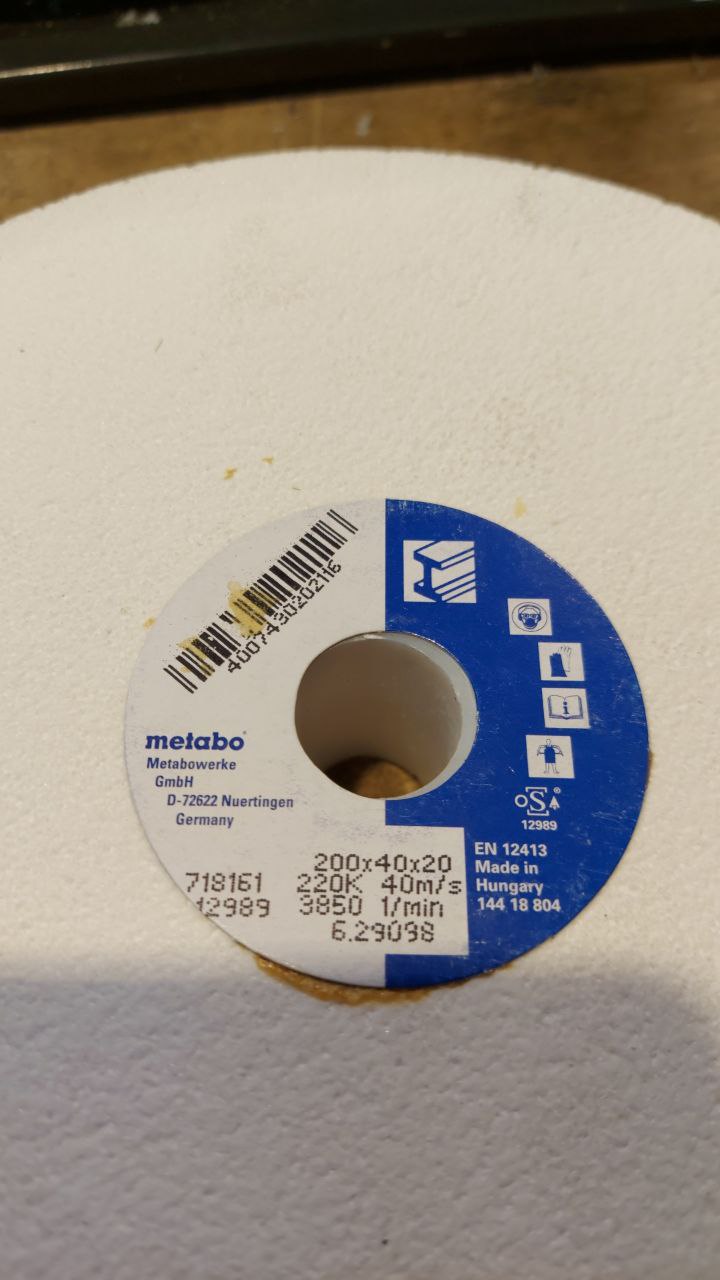 4007430202116
metabo®
Metabowerke
GmbH
D-72622 Nuertingen
Germany
200x40x20
718161 220K 40m/s
12989 3850 1/min
6.29098
oSA®
12989
EN 12413
Made in
Hungary
144 18 804